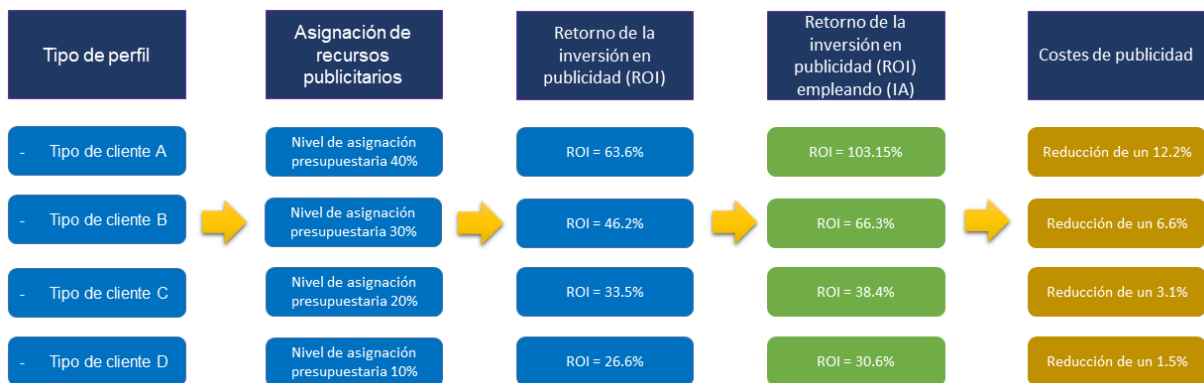 Tipo de perfil
Asignación de
recursos
publicitarios
Retorno de la
inversión en
publicidad (ROI)
Retorno de la
inversión en
publicidad (ROI)
empleando (IA)
Costes de publicidad
- Tipo de cliente A
Nivel de asignación
presupuestaria 40%
ROI = 63.6%
ROI = 103.15%
Reducción de un 12.2%
- Tipo de cliente B
Nivel de asignación
presupuestaria 30%
ROI = 46.2%
ROI = 66.3%
Reducción de un 6.6%
- Tipo de cliente C
Nivel de asignación
presupuestaria 20%
ROI = 33.5%
ROI = 38.4%
Reducción de un 3.1%
- Tipo de cliente D
Nivel de asignación
presupuestaria 10%
ROI = 26.6%
ROI = 30.6%
Reducción de un 1.5%